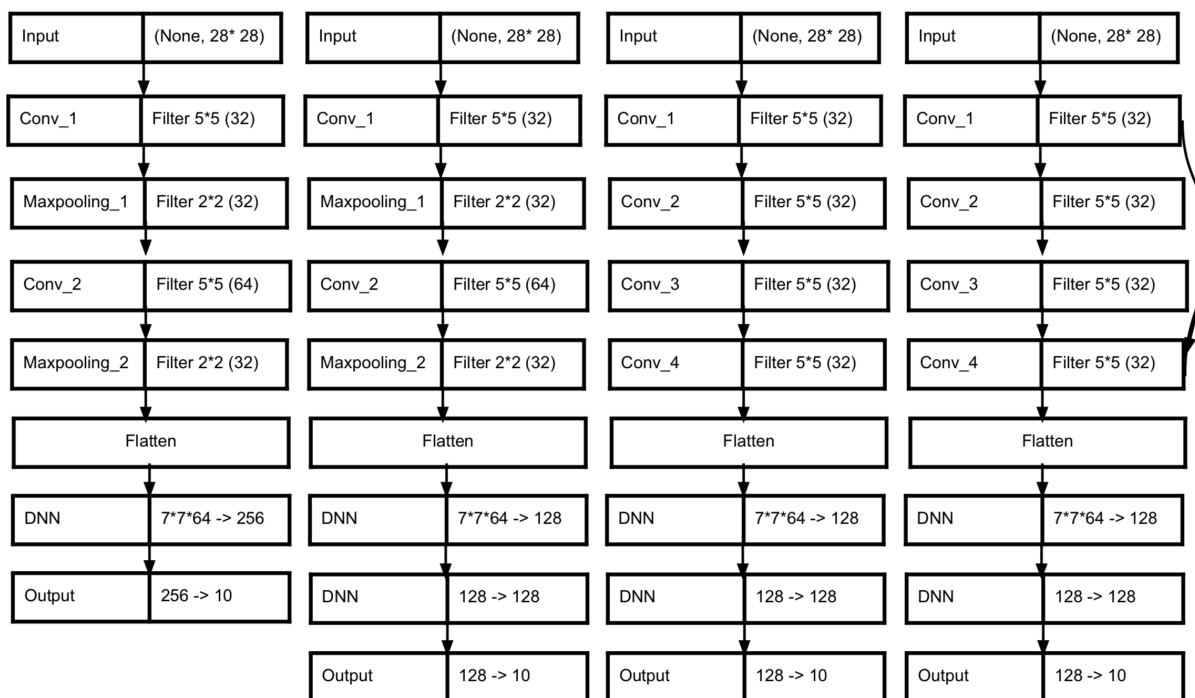 Input (None, 28* 28)
Conv_1 Filter 5*5 (32)
Maxpooling_1 Filter 2*2 (32)
Conv_2 Filter 5*5 (64)
Maxpooling_2 Filter 2*2 (32)
Flatten
DNN 7*7*64 -> 256
Output 256 -> 10
Input (None, 28* 28)
Conv_1 Filter 5*5 (32)
Maxpooling_1 Filter 2*2 (32)
Conv_2 Filter 5*5 (64)
Maxpooling_2 Filter 2*2 (32)
Flatten
DNN 7*7*64 -> 128
DNN 128 -> 128
Output 128 -> 10
Input (None, 28* 28)
Conv_1 Filter 5*5 (32)
Conv_2 Filter 5*5 (32)
Conv_3 Filter 5*5 (32)
Conv_4 Filter 5*5 (32)
Flatten
DNN 7*7*64 -> 128
DNN 128 -> 128
Output 128 -> 10
Input (None, 28* 28)
Conv_1 Filter 5*5 (32)
Conv_2 Filter 5*5 (32)
Conv_3 Filter 5*5 (32)
Conv_4 Filter 5*5 (32)
Flatten
DNN 7*7*64 -> 128
DNN 128 -> 128
Output 128 -> 10